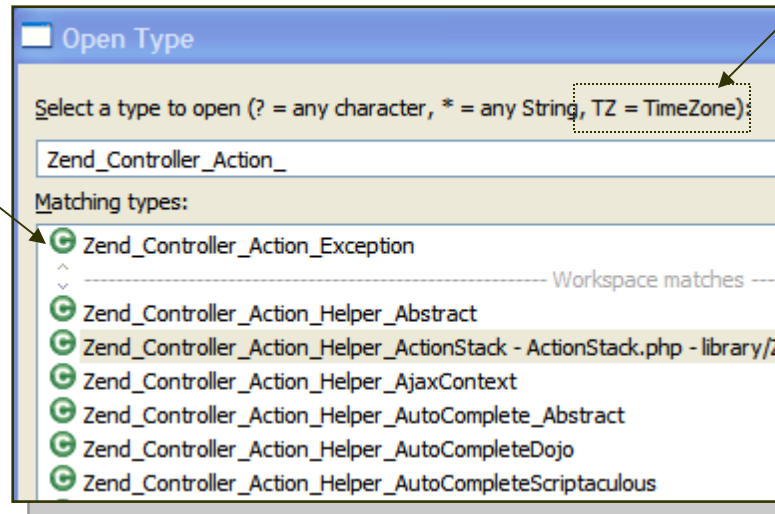 Open Type
Select a type to open (? = any character, * = any String, TZ = TimeZone):
Zend_Controller_Action_
Matching types:
Zend_Controller_Action_Exception
Workspace matches
Zend_Controller_Action_Helper_Abstract
Zend_Controller_Action_Helper_ActionStack - ActionStack.php - library/Z
Zend_Controller_Action_Helper_AjaxContext
Zend_Controller_Action_Helper_AutoComplete_Abstract
Zend_Controller_Action_Helper_AutoCompleteDojo
Zend_Controller_Action_Helper_AutoCompleteScriptaculous